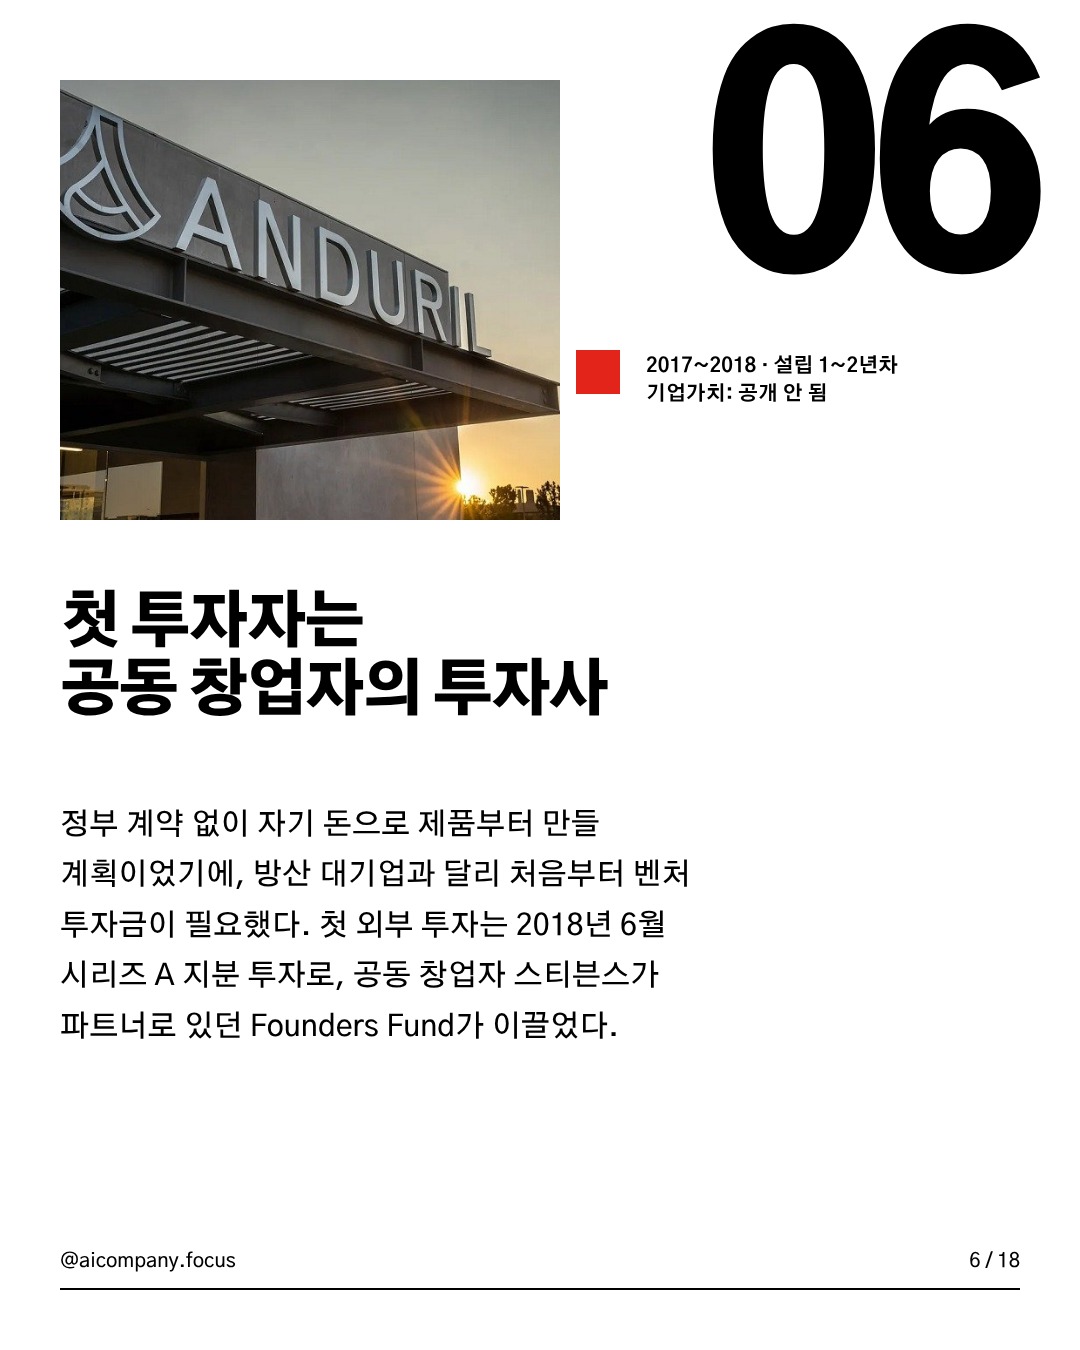 06
ANDURIL
2017~2018 · 설립 1~2년차
기업가치: 공개 안 됨
첫 투자자는
공동 창업자의 투자사
정부 계약 없이 자기 돈으로 제품부터 만들
계획이었기에, 방산 대기업과 달리 처음부터 벤처
투자금이 필요했다. 첫 외부 투자는 2018년 6월
시리즈 A 지분 투자로, 공동 창업자 스티븐스가
파트너로 있던 Founders Fund가 이끌었다.
@aicompany.focus
6 / 18